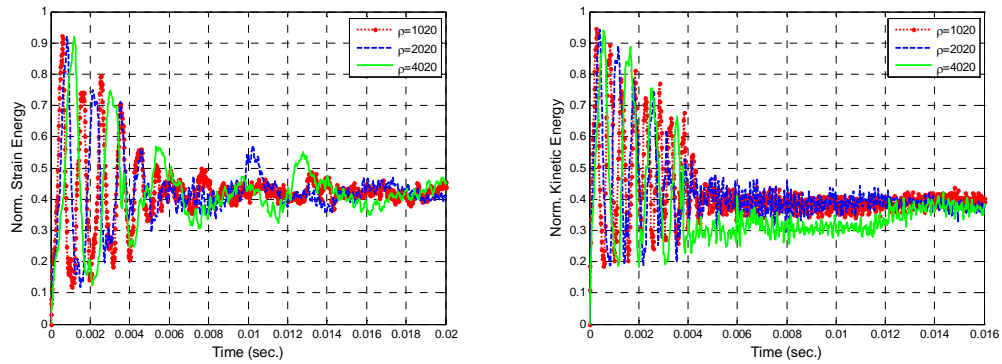 Norm. Strain Energy
1
0.9
0.8
0.7
0.6
0.5
0.4
0.3
0.2
0.1
0
0 0.002 0.004 0.006 0.008 0.01 0.012 0.014 0.016 0.018 0.02
Time (sec.)
ρ=1020
ρ=2020
ρ=4020
Norm. Kinetic Energy
1
0.9
0.8
0.7
0.6
0.5
0.4
0.3
0.2
0.1
0
0 0.002 0.004 0.006 0.008 0.01 0.012 0.014 0.016
Time (sec.)
ρ=1020
ρ=2020
ρ=4020